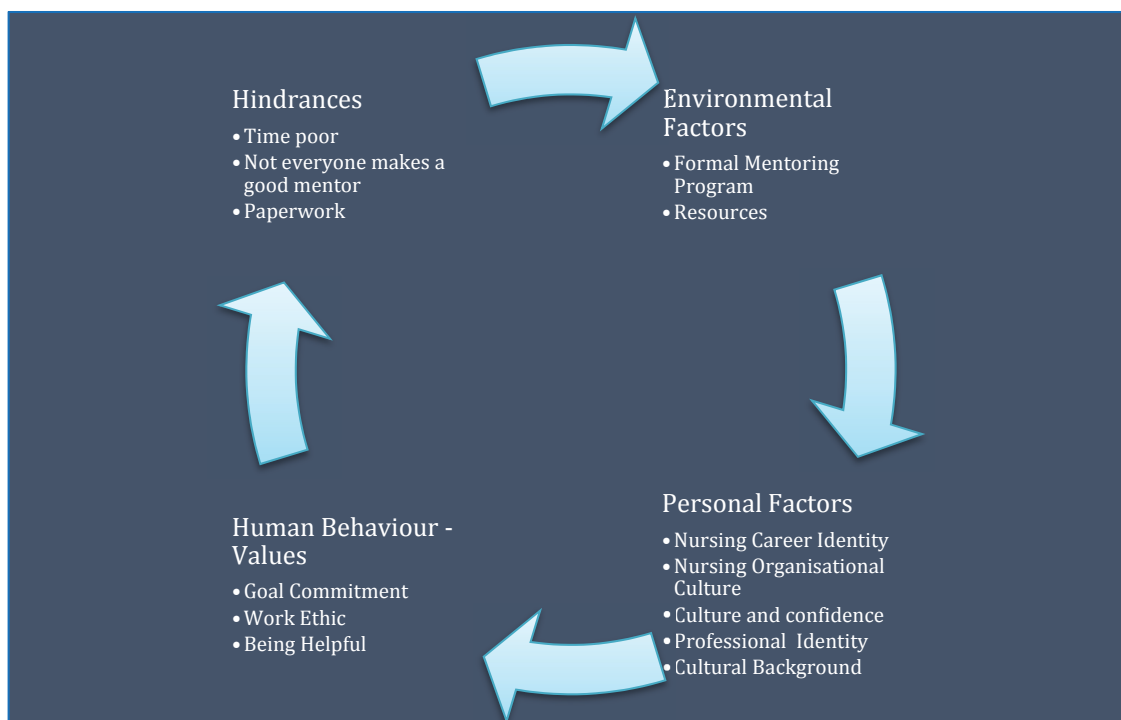 Hindrances
• Time poor
• Not everyone makes a
good mentor
• Paperwork
Environmental
Factors
• Formal Mentoring
Program
• Resources
Personal Factors
• Nursing Career Identity
• Nursing Organisational
Culture
• Culture and confidence
• Professional  Identity
• Cultural Background
Human Behaviour -
Values
• Goal Commitment
• Work Ethic
• Being Helpful